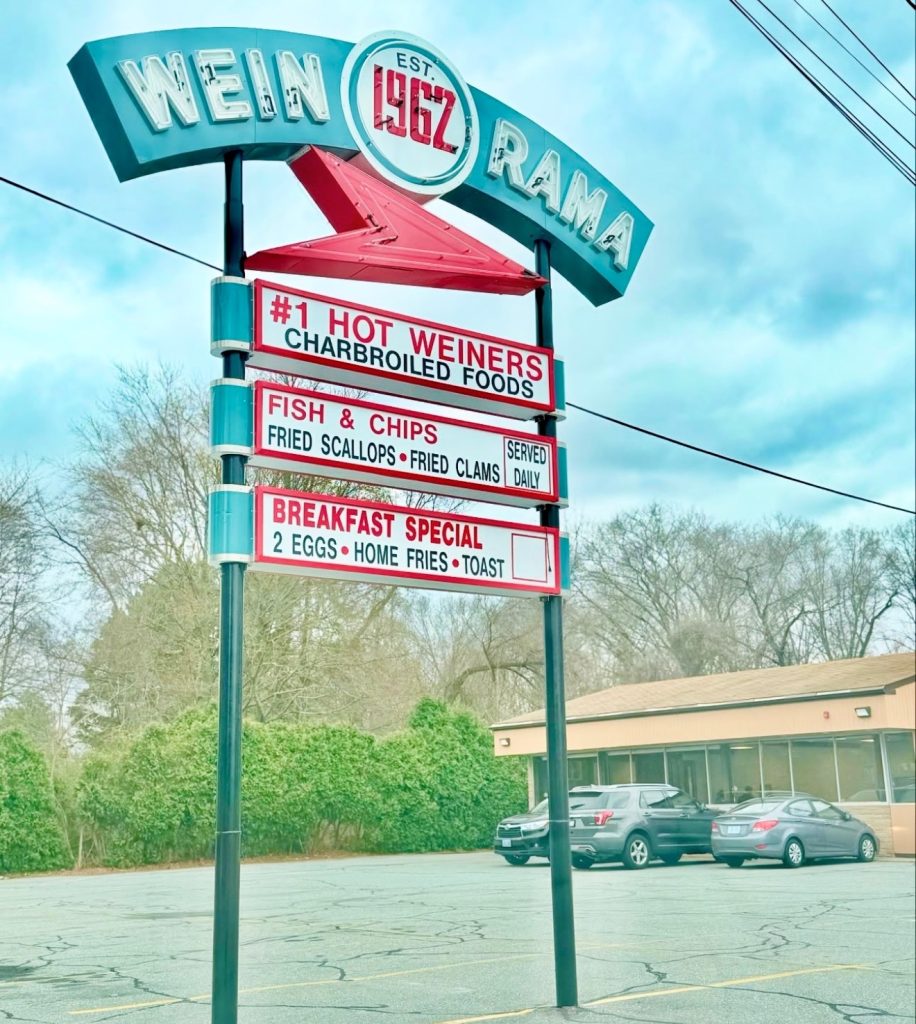 WEIN EST. 1962 RAMA
#1 HOT WEINERS
CHARBROILED FOODS
FISH & CHIPS
FRIED SCALLOPS • FRIED CLAMS
SERVED
DAILY
BREAKFAST SPECIAL
2 EGGS • HOME FRIES • TOAST